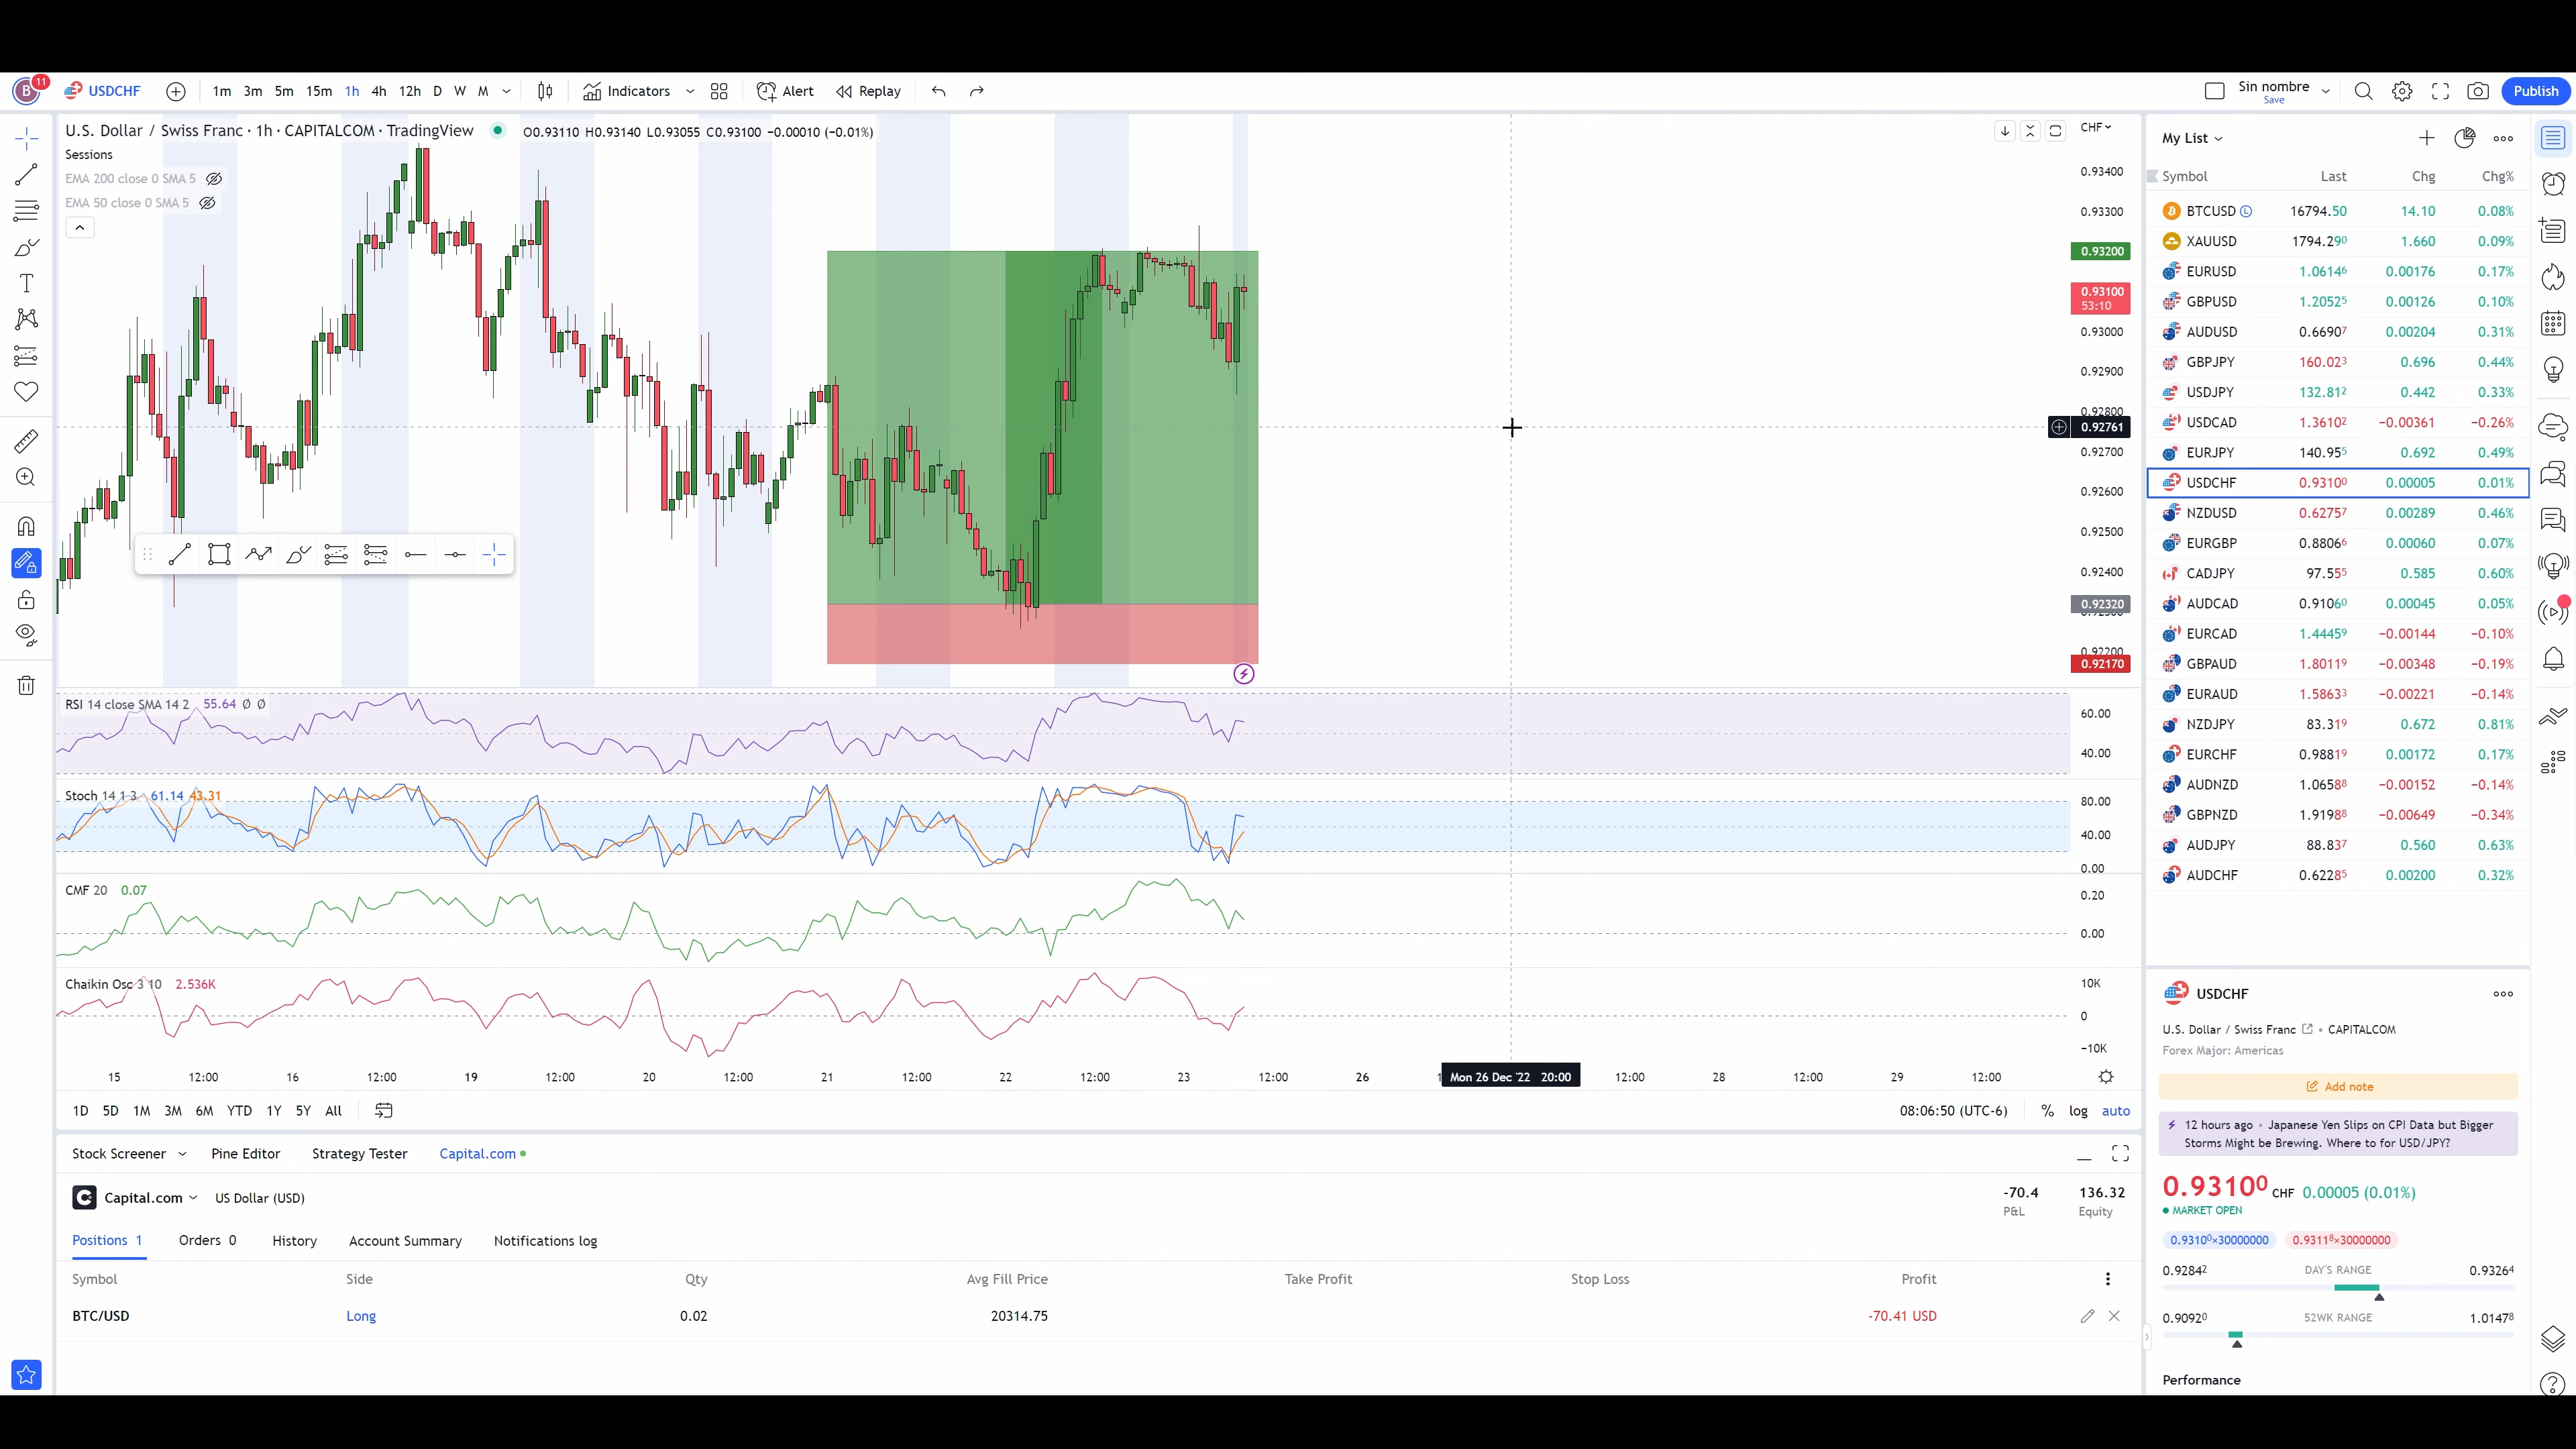 B 11 USDCHF 1m 3m 5m 15m 1h 4h 12h D W M Indicators Alert Replay Sin nombre Save Publish
U.S. Dollar / Swiss Franc · 1h · CAPITALCOM · TradingView O0.93110 H0.93140 L0.93055 C0.93100 −0.00010 (−0.01%)
Sessions
EMA 200 close 0 SMA 5
EMA 50 close 0 SMA 5
CHF
0.93400
0.93300
0.93200
0.93100
53:10
0.93000
0.92900
0.92800
0.92761
0.92700
0.92600
0.92500
0.92400
0.92320
0.92200
0.92170
RSI 14 close SMA 14 2 55.64 Ø Ø
60.00
40.00
Stoch 14 1 3 61.14 43.31
80.00
40.00
0.00
CMF 20 0.07
0.20
0.00
Chaikin Osc 3 10 2.536K
10K
0
−10K
15 12:00 16 12:00 19 12:00 20 12:00 21 12:00 22 12:00 23 12:00 26 Mon 26 Dec '22 20:00 12:00 28 12:00 29 12:00
1D 5D 1M 3M 6M YTD 1Y 5Y All 08:06:50 (UTC-6) % log auto
Stock Screener Pine Editor Strategy Tester Capital.com
Capital.com US Dollar (USD)
-70.4 136.32
P&L Equity
Positions 1 Orders 0 History Account Summary Notifications log
Symbol Side Qty Avg Fill Price Take Profit Stop Loss Profit
BTC/USD Long 0.02 20314.75 -70.41 USD
My List
Symbol Last Chg Chg%
BTCUSD L 16794.50 14.10 0.08%
XAUUSD 1794.290 1.660 0.09%
EURUSD 1.06146 0.00176 0.17%
GBPUSD 1.20525 0.00126 0.10%
AUDUSD 0.66907 0.00204 0.31%
GBPJPY 160.023 0.696 0.44%
USDJPY 132.812 0.442 0.33%
USDCAD 1.36102 −0.00361 −0.26%
EURJPY 140.955 0.692 0.49%
USDCHF 0.93100 0.00005 0.01%
NZDUSD 0.62757 0.00289 0.46%
EURGBP 0.88066 0.00060 0.07%
CADJPY 97.555 0.585 0.60%
AUDCAD 0.91060 0.00045 0.05%
EURCAD 1.44459 −0.00144 −0.10%
GBPAUD 1.80119 −0.00348 −0.19%
EURAUD 1.58633 −0.00221 −0.14%
NZDJPY 83.319 0.672 0.81%
EURCHF 0.98819 0.00172 0.17%
AUDNZD 1.06588 −0.00152 −0.14%
GBPNZD 1.91988 −0.00649 −0.34%
AUDJPY 88.837 0.560 0.63%
AUDCHF 0.62285 0.00200 0.32%
USDCHF
U.S. Dollar / Swiss Franc • CAPITALCOM
Forex Major: Americas
Add note
12 hours ago • Japanese Yen Slips on CPI Data but Bigger
Storms Might be Brewing. Where to for USD/JPY?
0.93100 CHF 0.00005 (0.01%)
MARKET OPEN
0.93100×30000000 0.93118×30000000
0.92842 DAY'S RANGE 0.93264
0.90920 52WK RANGE 1.01478
Performance